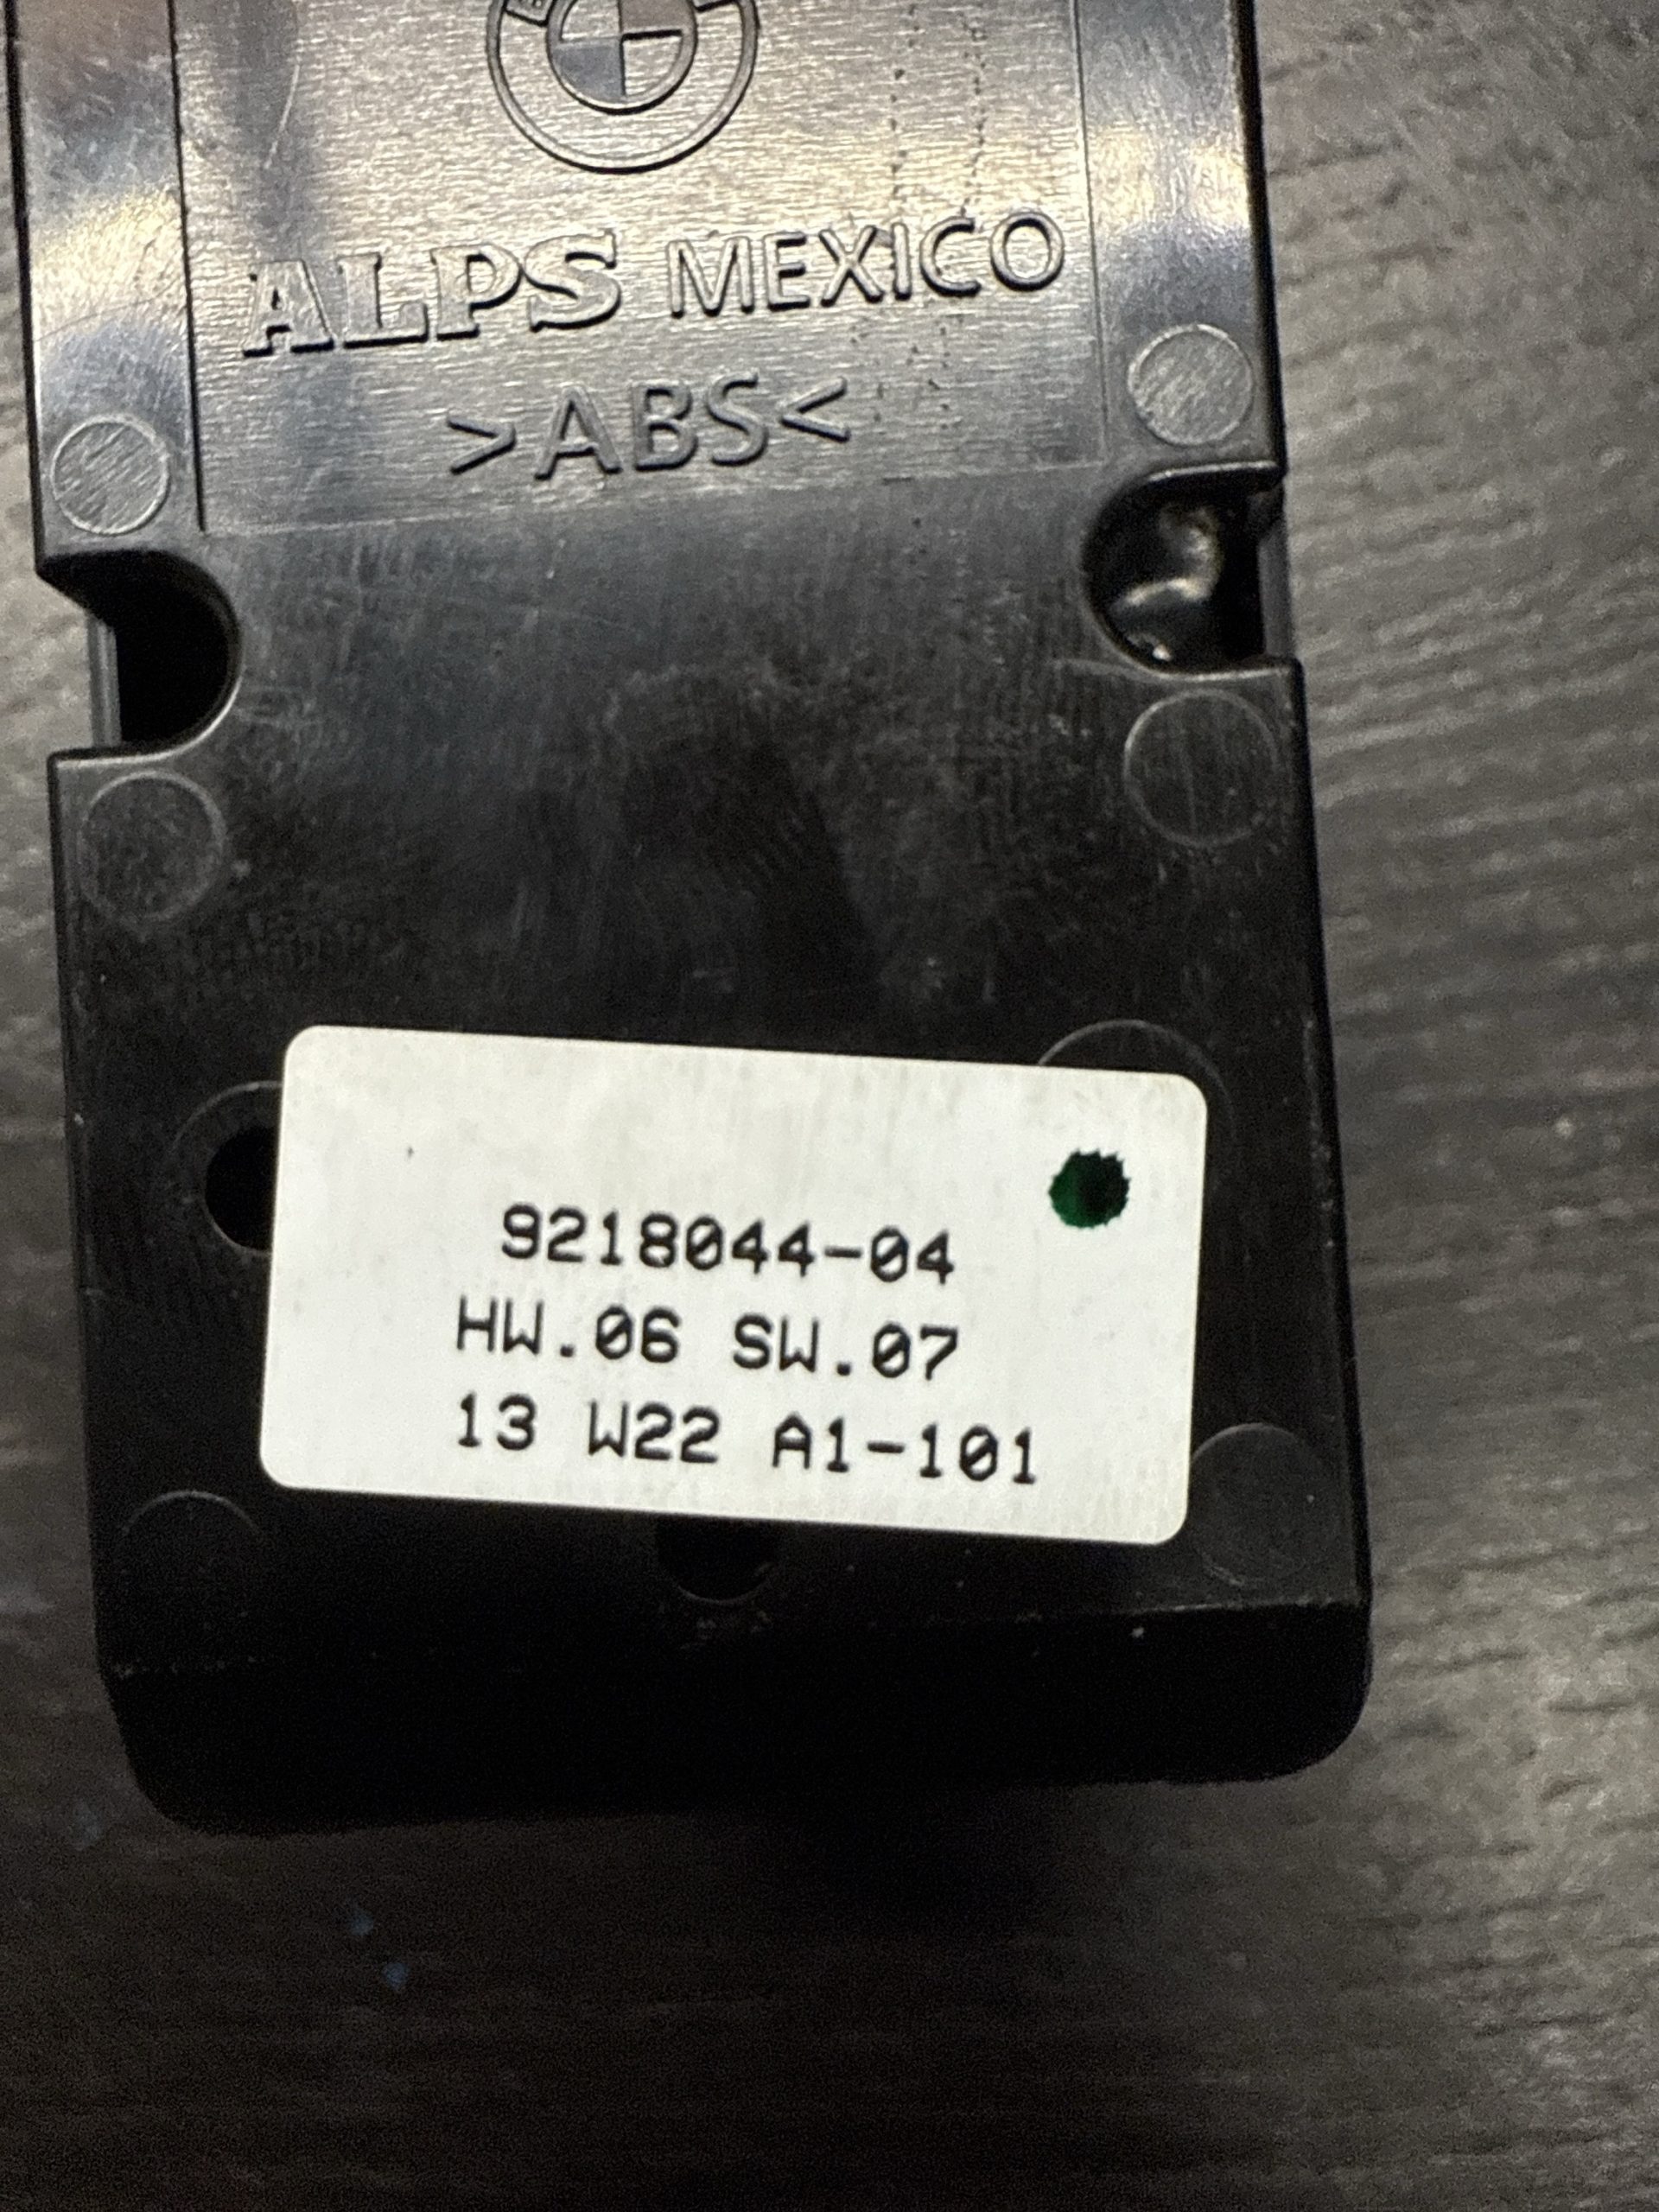 ALPS MEXICO
>ABS<
9218044-04
HW.06 SW.07
13 W22 A1-101